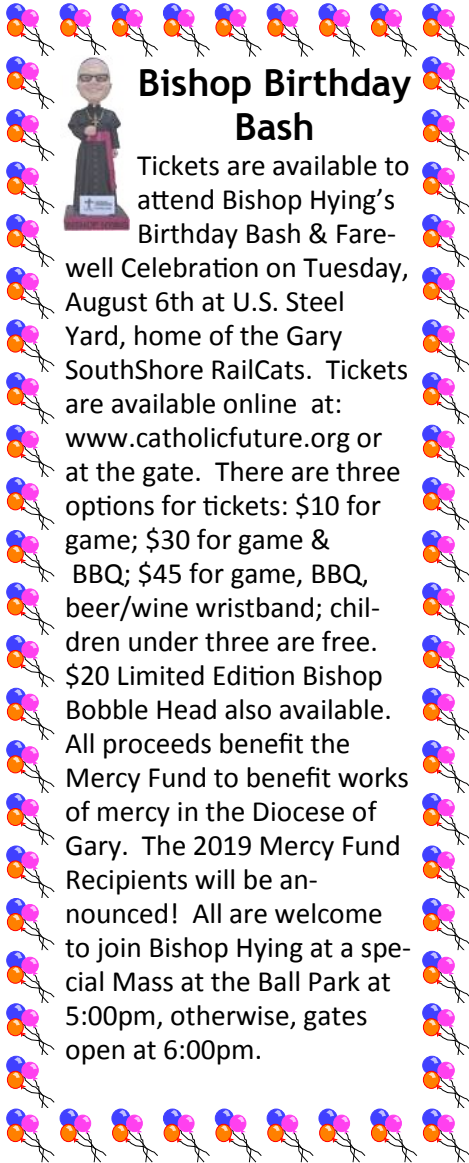 Bishop Birthday
Bash
Tickets are available to
attend Bishop Hying’s
Birthday Bash & Fare-
BISHOP HYING
well Celebration on Tuesday,
August 6th at U.S. Steel
Yard, home of the Gary
SouthShore RailCats.  Tickets
are available online  at:
www.catholicfuture.org or
at the gate.  There are three
options for tickets: $10 for
game; $30 for game &
BBQ; $45 for game, BBQ,
beer/wine wristband; chil-
dren under three are free.
$20 Limited Edition Bishop
Bobble Head also available.
All proceeds benefit the
Mercy Fund to benefit works
of mercy in the Diocese of
Gary.  The 2019 Mercy Fund
Recipients will be an-
nounced!  All are welcome
to join Bishop Hying at a spe-
cial Mass at the Ball Park at
5:00pm, otherwise, gates
open at 6:00pm.